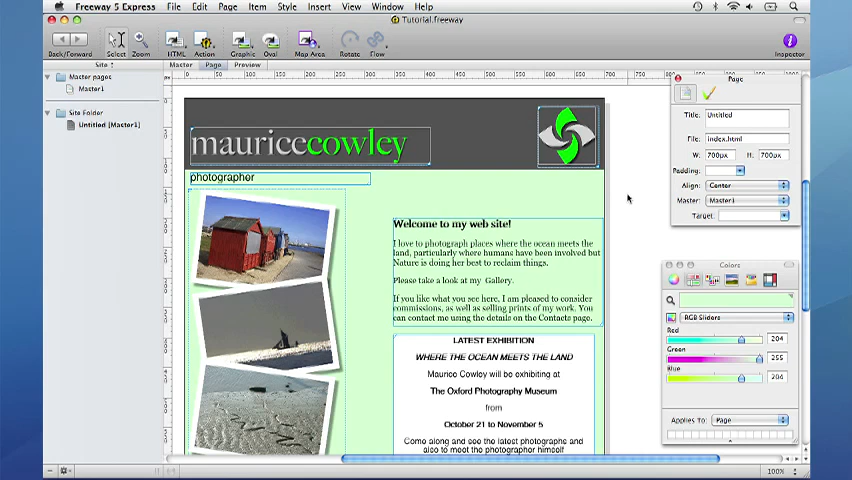 Freeway 5 Express File Edit Page Item Style Insert View Window Help
Tutorial.freeway
Back/Forward Select Zoom HTML Action Graphic Oval Map Area Rotate Flow Inspector
Site
Master Page Preview
Master pages
Master1
Site Folder
Untitled [Master1]
mauricecowley
photographer
Welcome to my web site!
I love to photograph places where the ocean meets the
land, particularly where humans have been involved but
Nature is doing her best to reclaim things.
Please take a look at my Gallery.
If you like what you see here, I am pleased to consider
commissions, as well as selling prints of my work. You
can contact me using the details on the Contacts page.
LATEST EXHIBITION
WHERE THE OCEAN MEETS THE LAND
Maurice Cowley will be exhibiting at
The Oxford Photography Museum
from
October 21 to November 5
Come along and see the latest photographs and
also to meet the photographer himself
Page
Title: Untitled
File: index.html
W: 700px H: 700px
Padding:
Align: Center
Master: Master1
Target:
Colors
RGB Sliders
Red
204
Green
255
Blue
204
Applies To: Page
100%